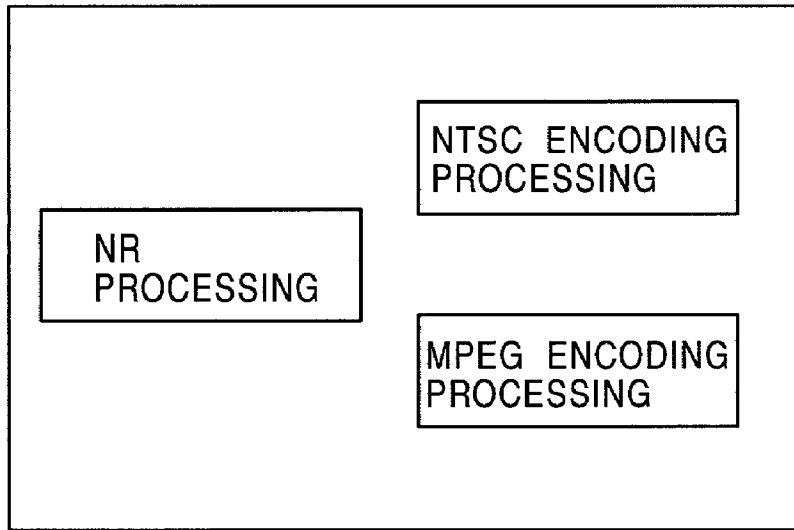 NTSC ENCODING
PROCESSING
NR
PROCESSING
MPEG ENCODING
PROCESSING